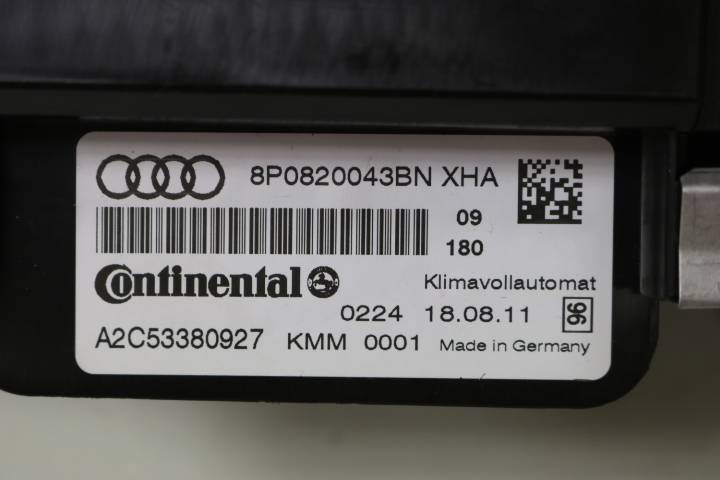 8P0820043BN XHA
09
180
Continental
Klimavollautomat
0224 18.08.11 96
A2C53380927 KMM 0001 Made in Germany